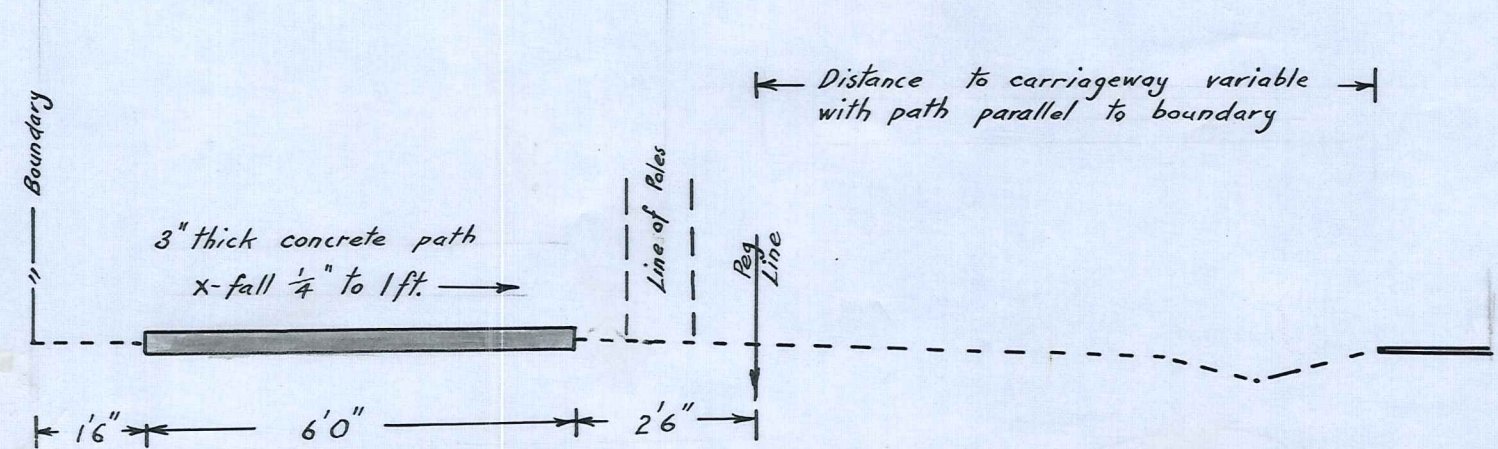 Boundary
3" thick concrete path
x-fall 1/4" to 1ft.
Line of Poles
Peg
Line
Distance to carriageway variable
with path parallel to boundary
1'6"
6'0"
2'6"